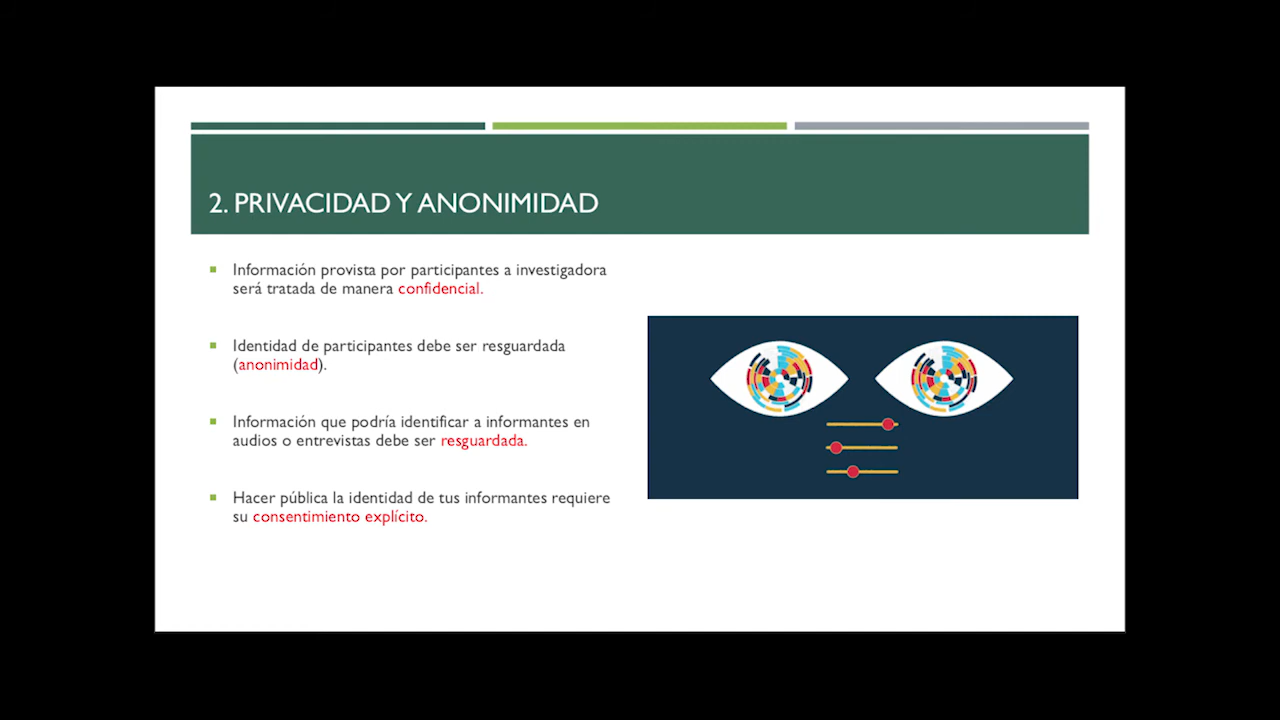 2. PRIVACIDAD Y ANONIMIDAD
Información provista por participantes a investigadora
será tratada de manera confidencial.
Identidad de participantes debe ser resguardada
(anonimidad).
Información que podría identificar a informantes en
audios o entrevistas debe ser resguardada.
Hacer pública la identidad de tus informantes requiere
su consentimiento explícito.